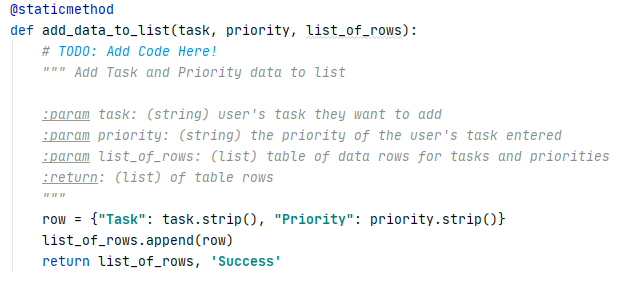 @staticmethod
def add_data_to_list(task, priority, list_of_rows):
    # TODO: Add Code Here!
    """ Add Task and Priority data to list

    :param task: (string) user's task they want to add
    :param priority: (string) the priority of the user's task entered
    :param list_of_rows: (list) table of data rows for tasks and priorities
    :return: (list) of table rows
    """
    row = {"Task": task.strip(), "Priority": priority.strip()}
    list_of_rows.append(row)
    return list_of_rows, 'Success'